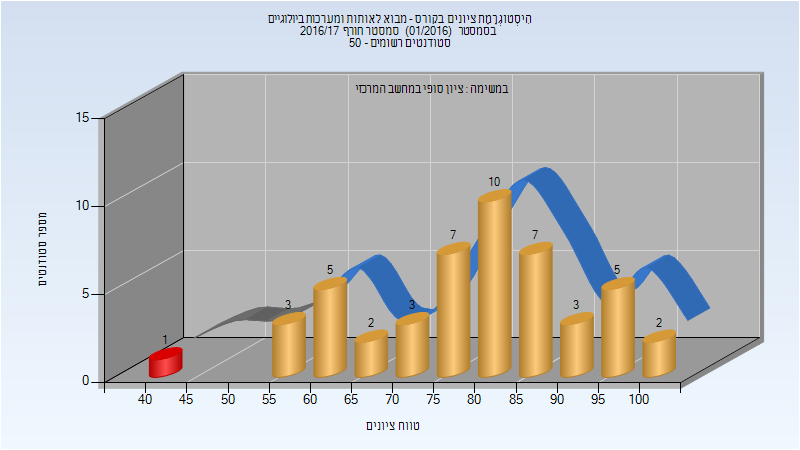 הִיסְטוֹגְרָמַת ציונים בקורס - מבוא לאותות ומערכות ביולוגיים
בסמסטר (01/2016) סמסטר חורף 2016/17
סטודנטים רשומים - 50
במשימה : ציון סופי במחשב המרכזי
מספר סטודנטים
15
10
5
0
1
3
5
2
3
7
10
7
3
5
2
40 45 50 55 60 65 70 75 80 85 90 95 100
טווח ציונים